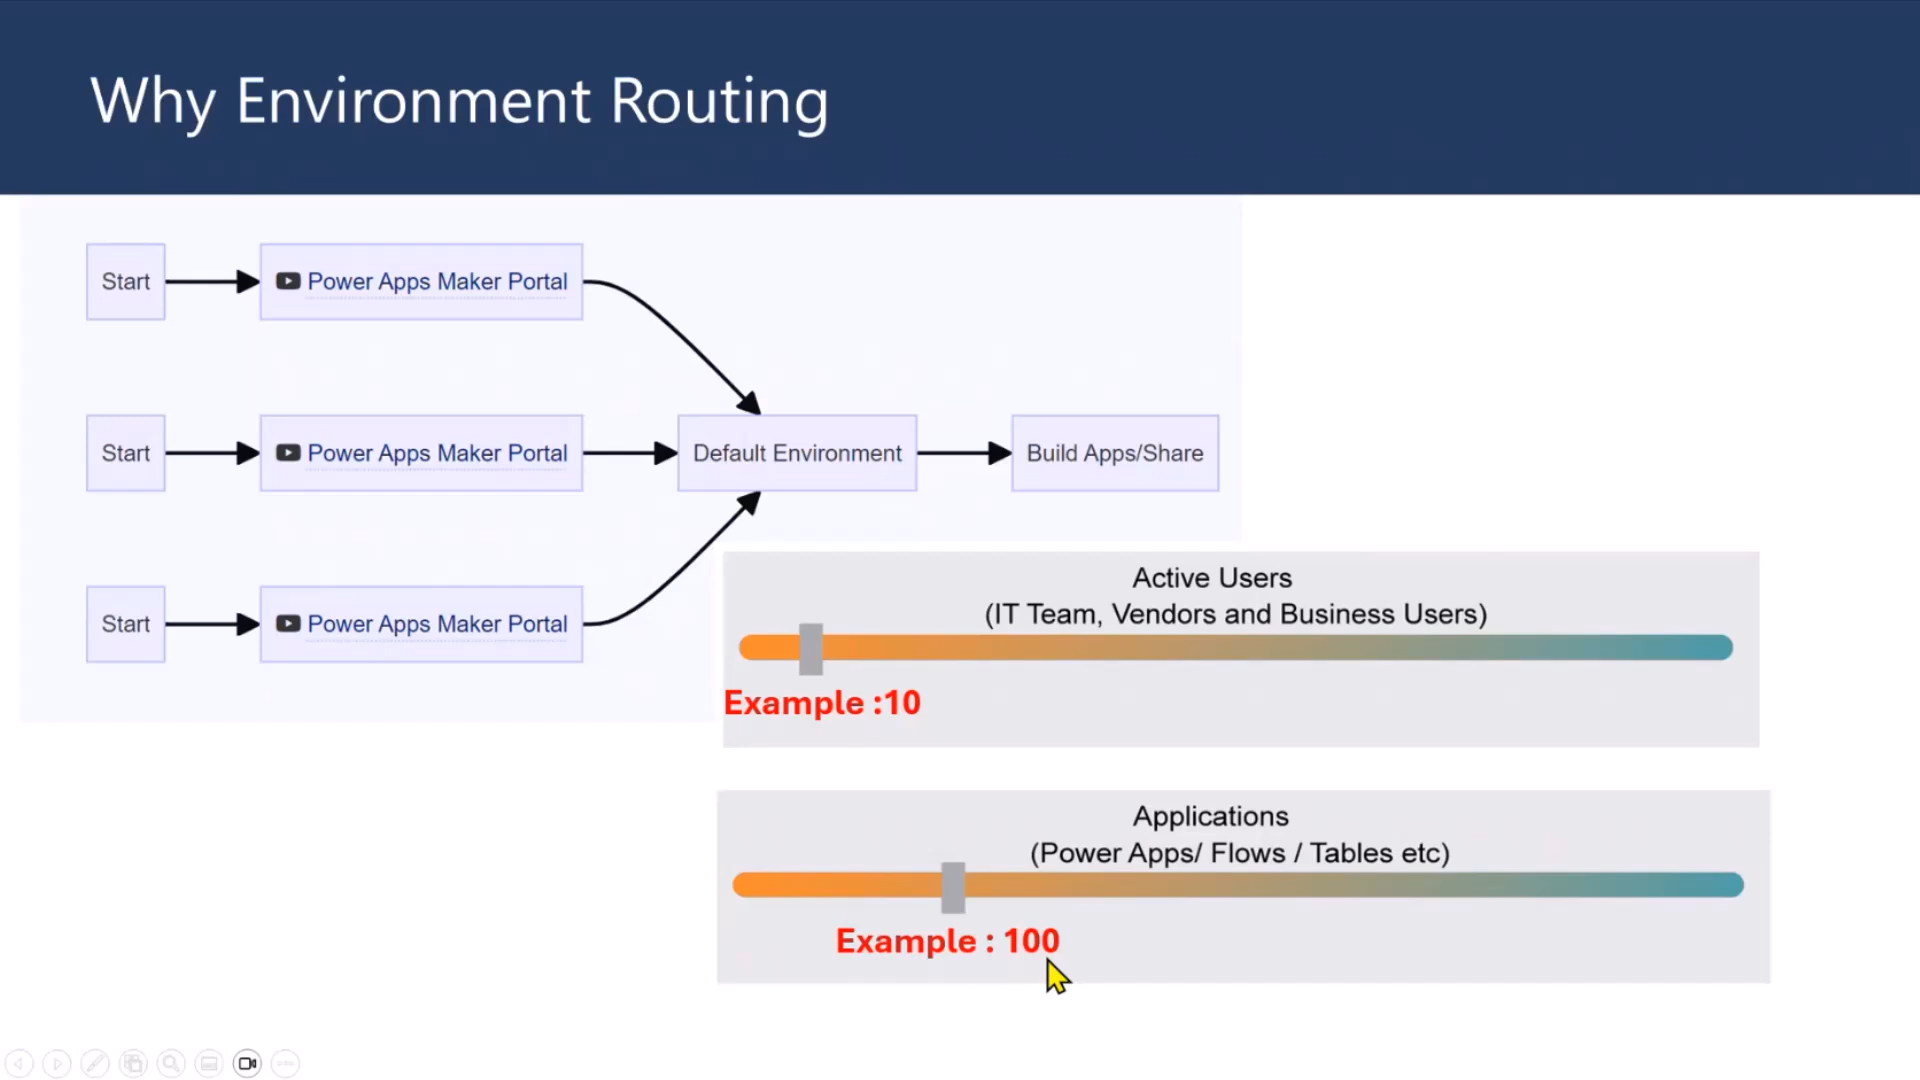 Why Environment Routing
Start
Power Apps Maker Portal
Start
Power Apps Maker Portal
Default Environment
Build Apps/Share
Start
Power Apps Maker Portal
Active Users
(IT Team, Vendors and Business Users)
Example :10
Applications
(Power Apps/ Flows / Tables etc)
Example : 100